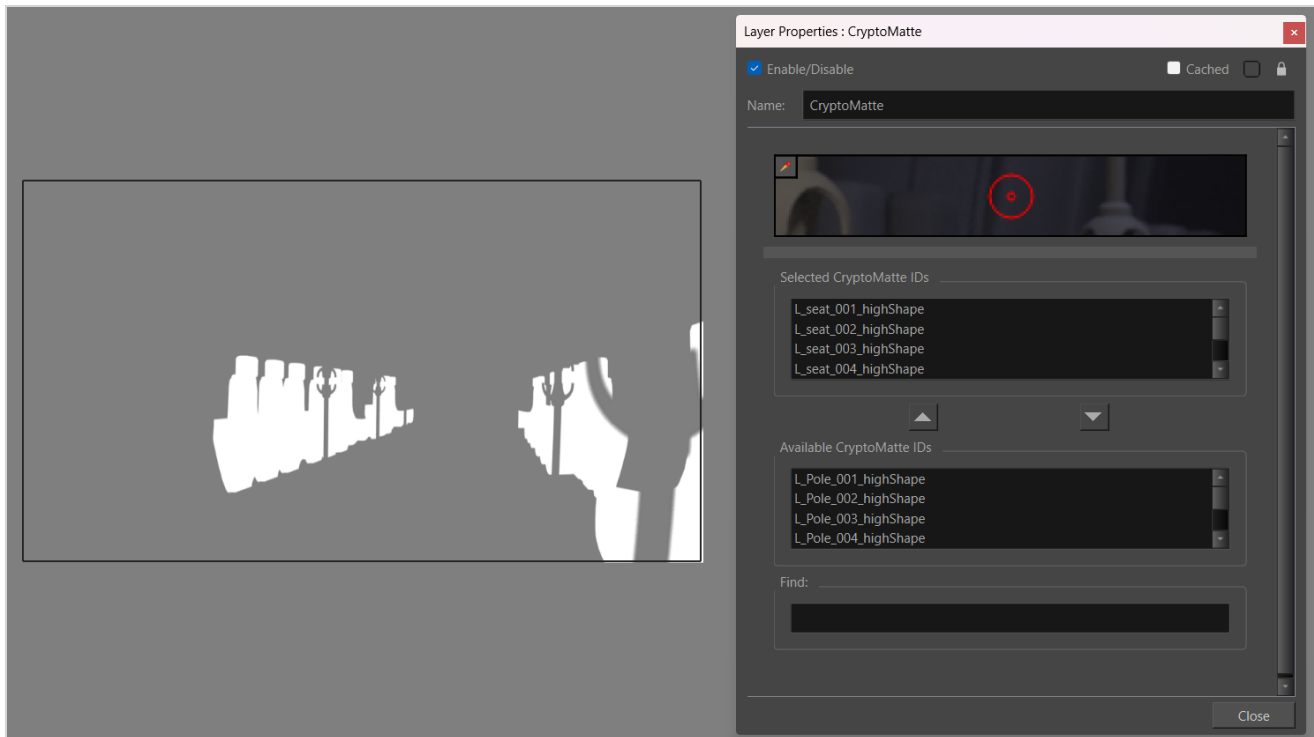 Layer Properties : CryptoMatte
×
Enable/Disable
Cached
Name:
CryptoMatte
Selected CryptoMatte IDs
L_seat_001_highShape
L_seat_002_highShape
L_seat_003_highShape
L_seat_004_highShape
Available CryptoMatte IDs
L_Pole_001_highShape
L_Pole_002_highShape
L_Pole_003_highShape
L_Pole_004_highShape
Find:
Close